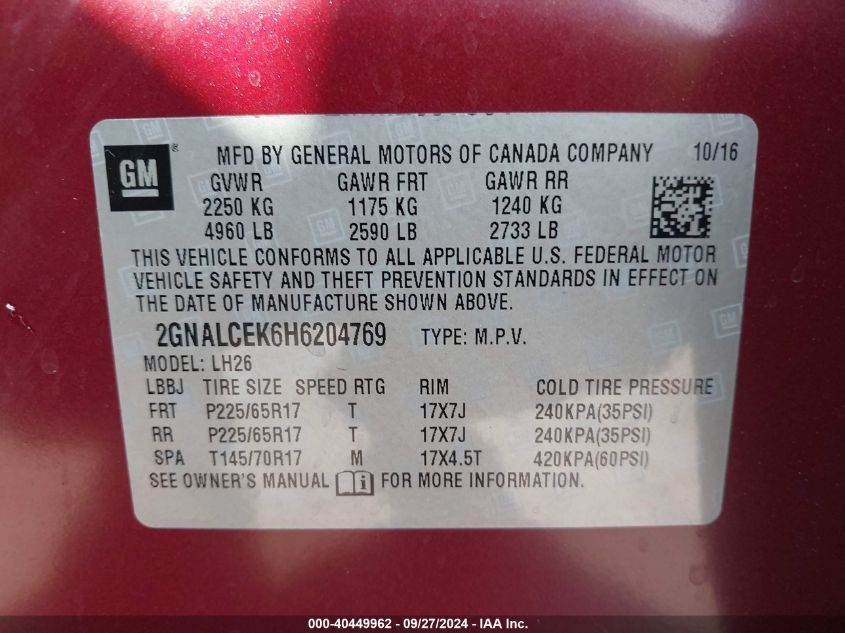 GM ®
MFD BY GENERAL MOTORS OF CANADA COMPANY 10/16
GVWR GAWR FRT GAWR RR
2250 KG 1175 KG 1240 KG
4960 LB 2590 LB 2733 LB
THIS VEHICLE CONFORMS TO ALL APPLICABLE U.S. FEDERAL MOTOR
VEHICLE SAFETY AND THEFT PREVENTION STANDARDS IN EFFECT ON
THE DATE OF MANUFACTURE SHOWN ABOVE.
2GNALCEK6H6204769 TYPE: M.P.V.
MODEL: LH26
LBBJ TIRE SIZE SPEED RTG RIM COLD TIRE PRESSURE
FRT P225/65R17 T 17X7J 240KPA(35PSI)
RR P225/65R17 T 17X7J 240KPA(35PSI)
SPA T145/70R17 M 17X4.5T 420KPA(60PSI)
SEE OWNER'S MANUAL i FOR MORE INFORMATION.
000-40449962 - 09/27/2024 - IAA Inc.